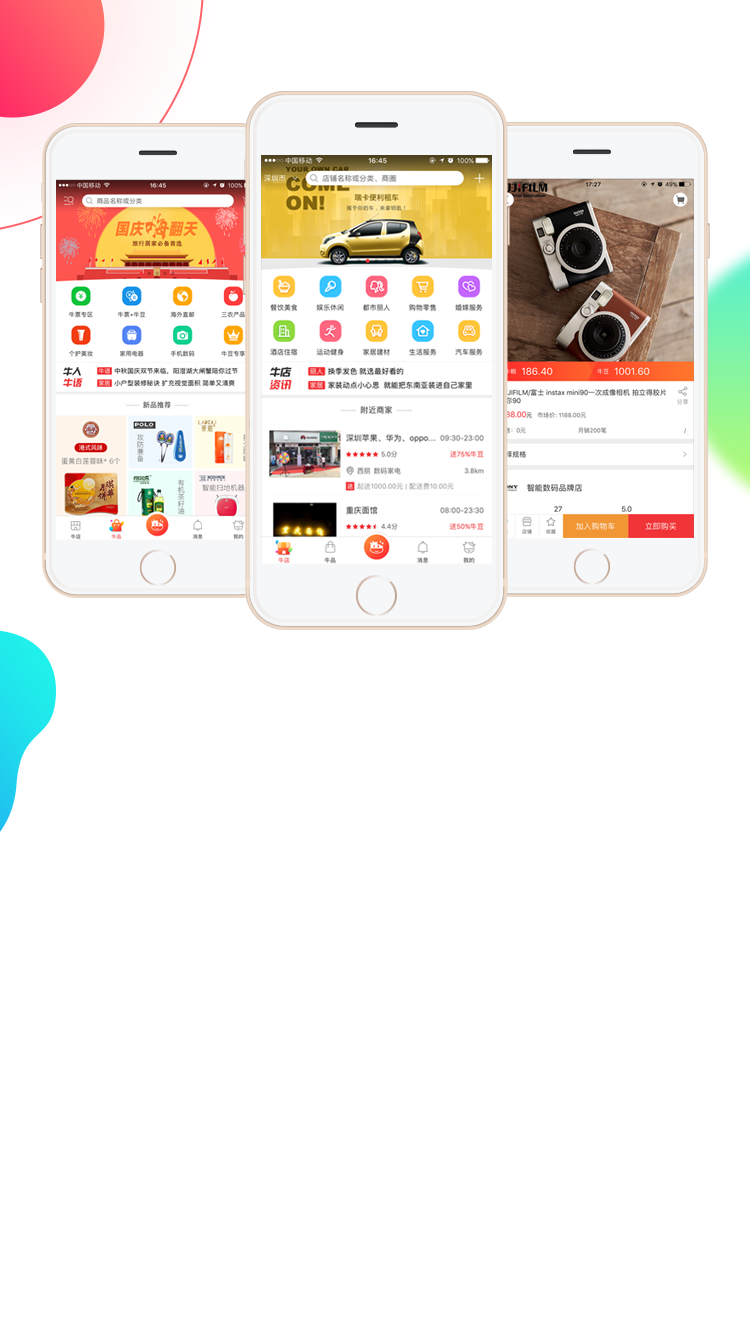 中国移动
16:45
100%
商品名称或分类
国庆嗨翻天
旅行居家必备首选
牛票专区
牛票+牛豆
海外直邮
三农产品
个护美妆
家用电器
手机数码
牛豆专享
牛人
牛语
牛语 中秋国庆双节来临。阳澄湖大闸蟹陪你过节
家居 小户型装修秘诀 扩充视觉面积 简单又清爽
新品推荐
港式风味
蛋黄白莲蓉味* 6个
POLO
攻防兼备
有机茶籽油
智能扫地机器
牛店
牛品
消息
我的
中国移动
16:45
100%
深圳市
店铺名称或分类、商圈
YOUR OWN CAR
COME
ON!
瑞卡便利租车
餐饮美食
娱乐休闲
都市丽人
购物零售
婚嫁服务
酒店住宿
运动健身
家居建材
生活服务
汽车服务
牛店
资讯
丽人 换季发色 就选最好看的
家居 家装动点小心思 就能把东南亚装进自己家里
附近商家
深圳苹果、华为、oppo... 09:30-23:00
5.0分 送75%牛豆
西丽 数码家电 3.8km
送 起送1000.00元 | 配送费10.00元
重庆面馆 08:00-23:30
4.4分 送50%牛豆
牛店
牛品
消息
我的
17:27
49%
186.40
牛豆 1001.60
JIFILM/富士 instax mini90一次成像相机 拍立得胶片
尔90
分享
88.00元 市场价: 1188.00元
: 0元
月销200笔
/
择规格
智能数码品牌店
27
5.0
店铺
收藏
加入购物车
立即购买